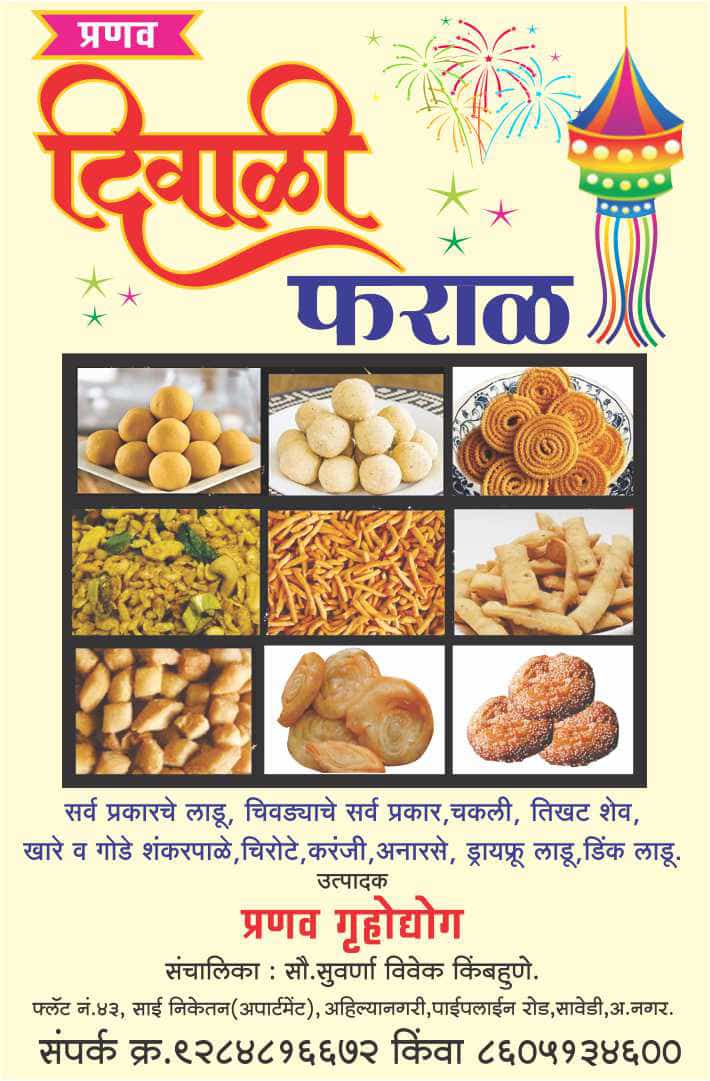 प्रणव
दिवाळी
फराळ
सर्व प्रकारचे लाडू, चिवड्याचे सर्व प्रकार,चकली, तिखट शेव,
खारे व गोडे शंकरपाळे,चिरोटे,करंजी,अनारसे, ड्रायफ्रू लाडू,डिंक लाडू.
उत्पादक
प्रणव गृहोद्योग
संचालिका : सौ.सुवर्णा विवेक किंबहुणे.
फ्लॅट नं.४३, साई निकेतन(अपार्टमेंट), अहिल्यानगरी,पाईपलाईन रोड,सावेडी,अ.नगर.
संपर्क क्र.९२८४८१६६७२ किंवा ८६०५१३४६००